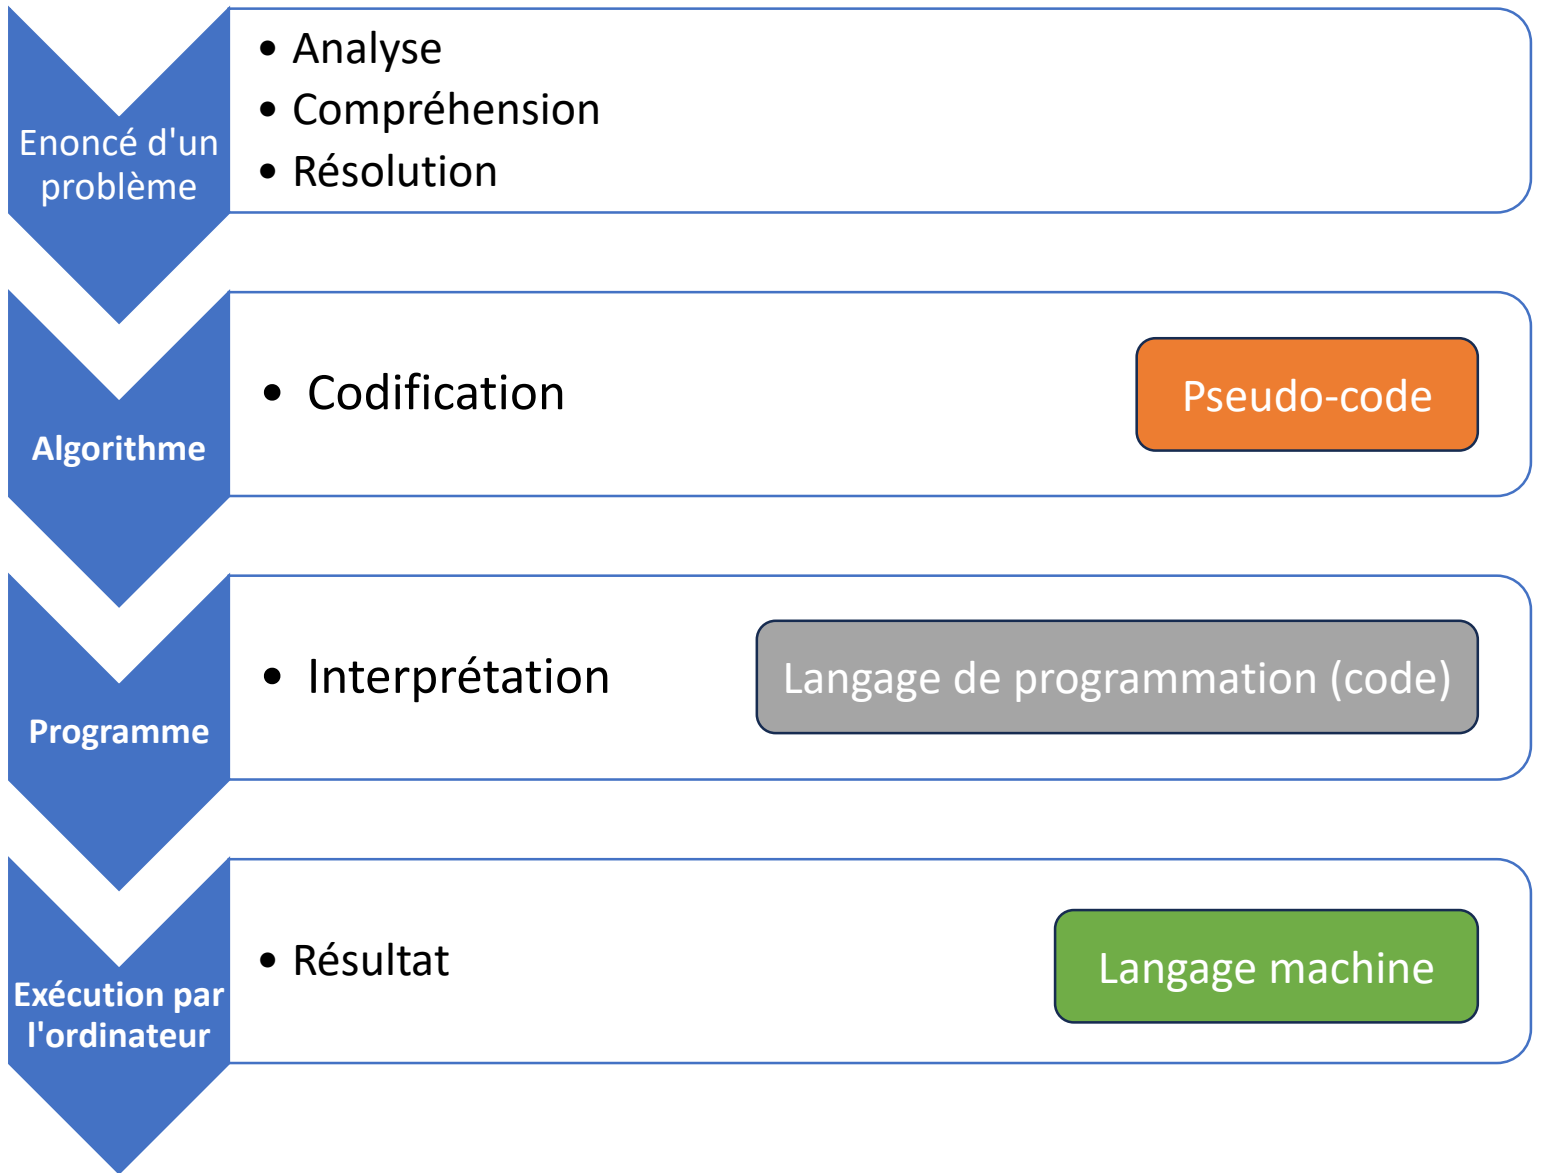 Enoncé d'un
problème
• Analyse
• Compréhension
• Résolution
Algorithme
• Codification
Pseudo-code
Programme
• Interprétation
Langage de programmation (code)
Exécution par
l'ordinateur
• Résultat
Langage machine